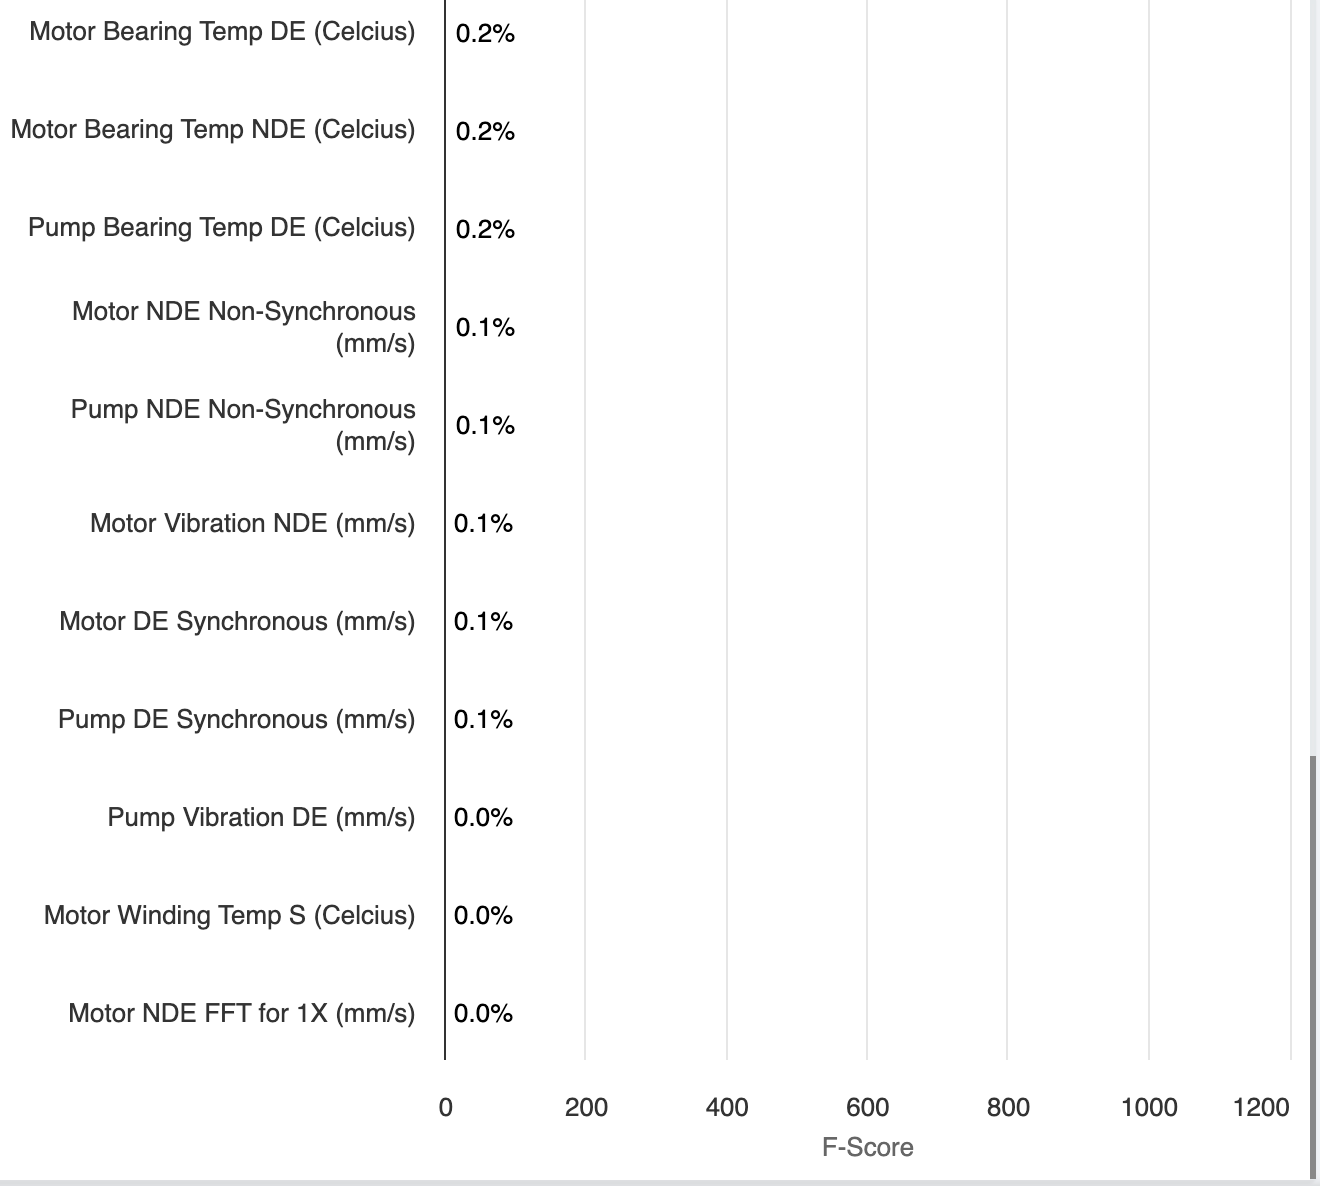 Motor Bearing Temp DE (Celcius) 0.2%
Motor Bearing Temp NDE (Celcius) 0.2%
Pump Bearing Temp DE (Celcius) 0.2%
Motor NDE Non-Synchronous
(mm/s) 0.1%
Pump NDE Non-Synchronous
(mm/s) 0.1%
Motor Vibration NDE (mm/s) 0.1%
Motor DE Synchronous (mm/s) 0.1%
Pump DE Synchronous (mm/s) 0.1%
Pump Vibration DE (mm/s) 0.0%
Motor Winding Temp S (Celcius) 0.0%
Motor NDE FFT for 1X (mm/s) 0.0%
0 200 400 600 800 1000 1200
F-Score